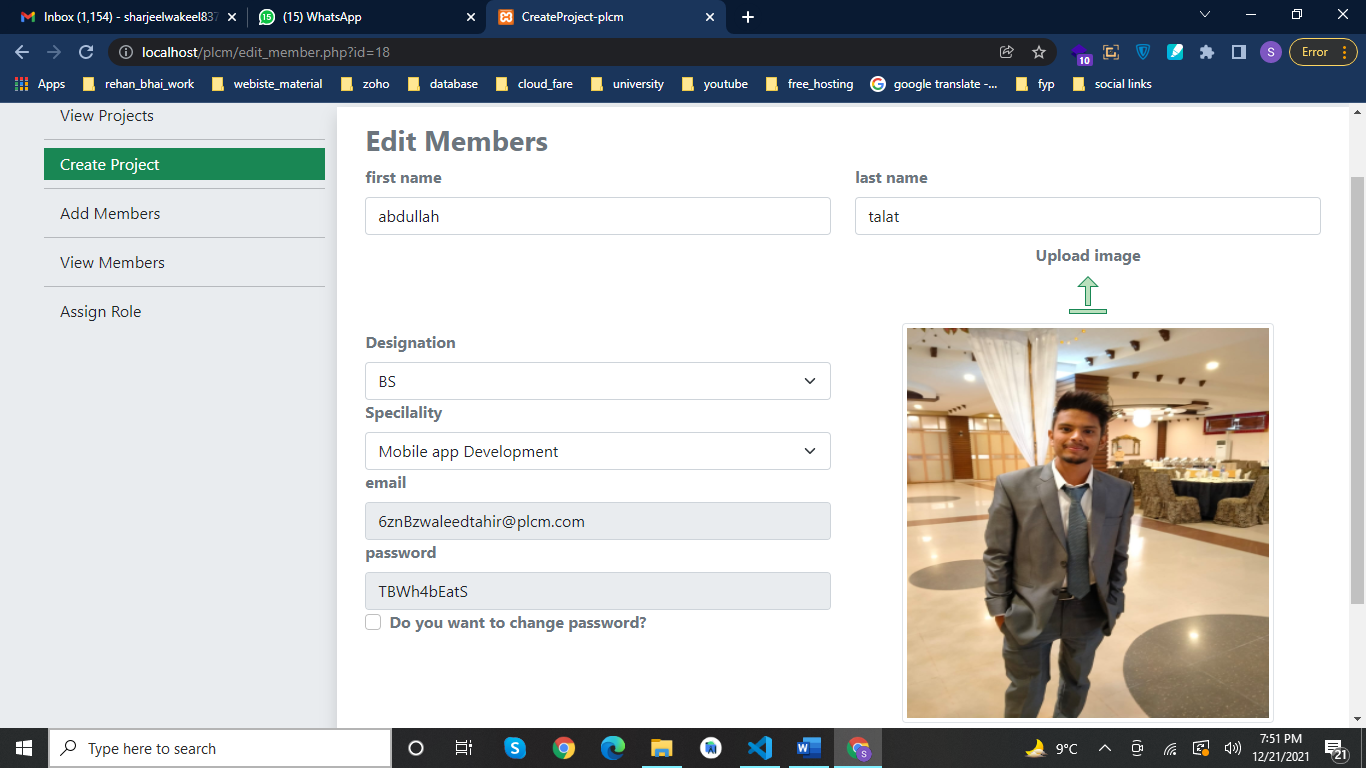 Inbox (1,154) - sharjeelwakeel837
(15) WhatsApp
CreateProject-plcm
localhost/plcm/edit_member.php?id=18
10
S
Error
Apps
rehan_bhai_work
webiste_material
zoho
database
cloud_fare
university
youtube
free_hosting
google translate -...
fyp
social links
View Projects
Create Project
Add Members
View Members
Assign Role
Edit Members
first name
last name
abdullah
talat
Upload image
Designation
BS
Specilality
Mobile app Development
email
6znBzwaleedtahir@plcm.com
password
TBWh4bEatS
Do you want to change password?
Type here to search
9°C
7:51 PM
12/21/2021
21